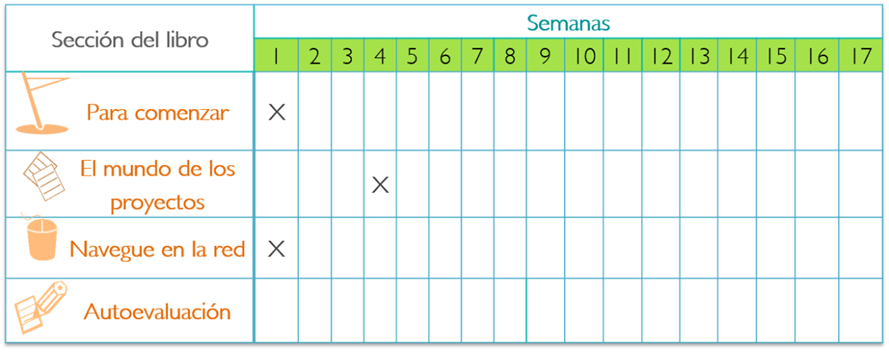 Sección del libro
Semanas
1 2 3 4 5 6 7 8 9 10 11 12 13 14 15 16 17
Para comenzar X
El mundo de los
proyectos X
Navegue en la red X
Autoevaluación